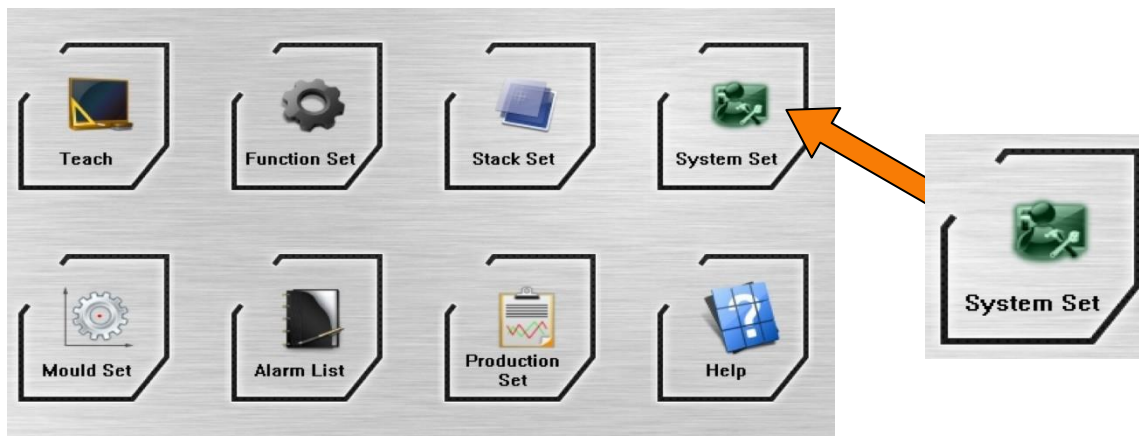 Teach
Function Set
Stack Set
System Set
System Set
Mould Set
Alarm List
Production
Set
Help